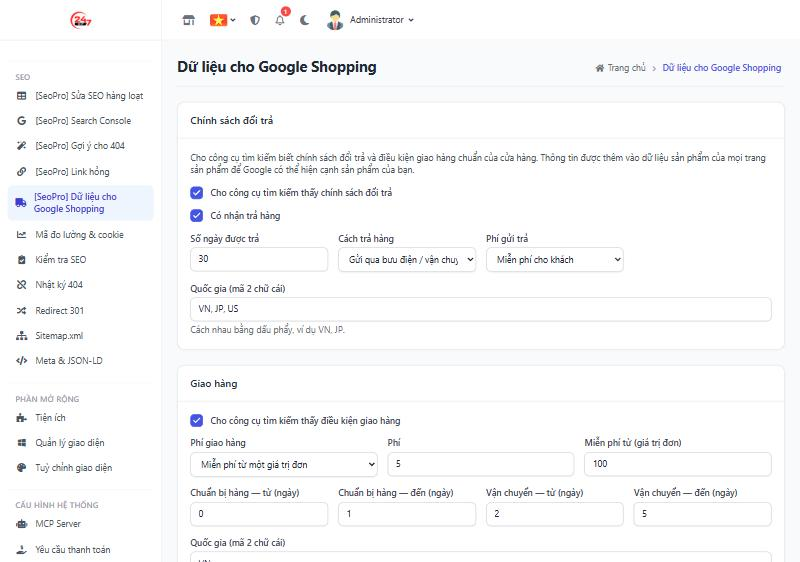 247
1
Administrator
Dữ liệu cho Google Shopping
Trang chủ > Dữ liệu cho Google Shopping
SEO
[SeoPro] Sửa SEO hàng loạt
[SeoPro] Search Console
[SeoPro] Gợi ý cho 404
[SeoPro] Link hỏng
[SeoPro] Dữ liệu cho
Google Shopping
Mã đo lường & cookie
Kiểm tra SEO
Nhật ký 404
Redirect 301
Sitemap.xml
Meta & JSON-LD
PHẦN MỞ RỘNG
Tiện ích
Quản lý giao diện
Tuỳ chỉnh giao diện
CẤU HÌNH HỆ THỐNG
MCP Server
Yêu cầu thanh toán
Chính sách đổi trả
Cho công cụ tìm kiếm biết chính sách đổi trả và điều kiện giao hàng chuẩn của cửa hàng. Thông tin được thêm vào dữ liệu sản phẩm của mọi trang
sản phẩm để Google có thể hiện cạnh sản phẩm của bạn.
Cho công cụ tìm kiếm thấy chính sách đổi trả
Có nhận trả hàng
Số ngày được trả Cách trả hàng Phí gửi trả
30 Gửi qua bưu điện / vận chuy Miễn phí cho khách
Quốc gia (mã 2 chữ cái)
VN, JP, US
Cách nhau bằng dấu phẩy, ví dụ VN, JP.
Giao hàng
Cho công cụ tìm kiếm thấy điều kiện giao hàng
Phí giao hàng Phí Miễn phí từ (giá trị đơn)
Miễn phí từ một giá trị đơn 5 100
Chuẩn bị hàng — từ (ngày) Chuẩn bị hàng — đến (ngày) Vận chuyển — từ (ngày) Vận chuyển — đến (ngày)
0 1 2 5
Quốc gia (mã 2 chữ cái)